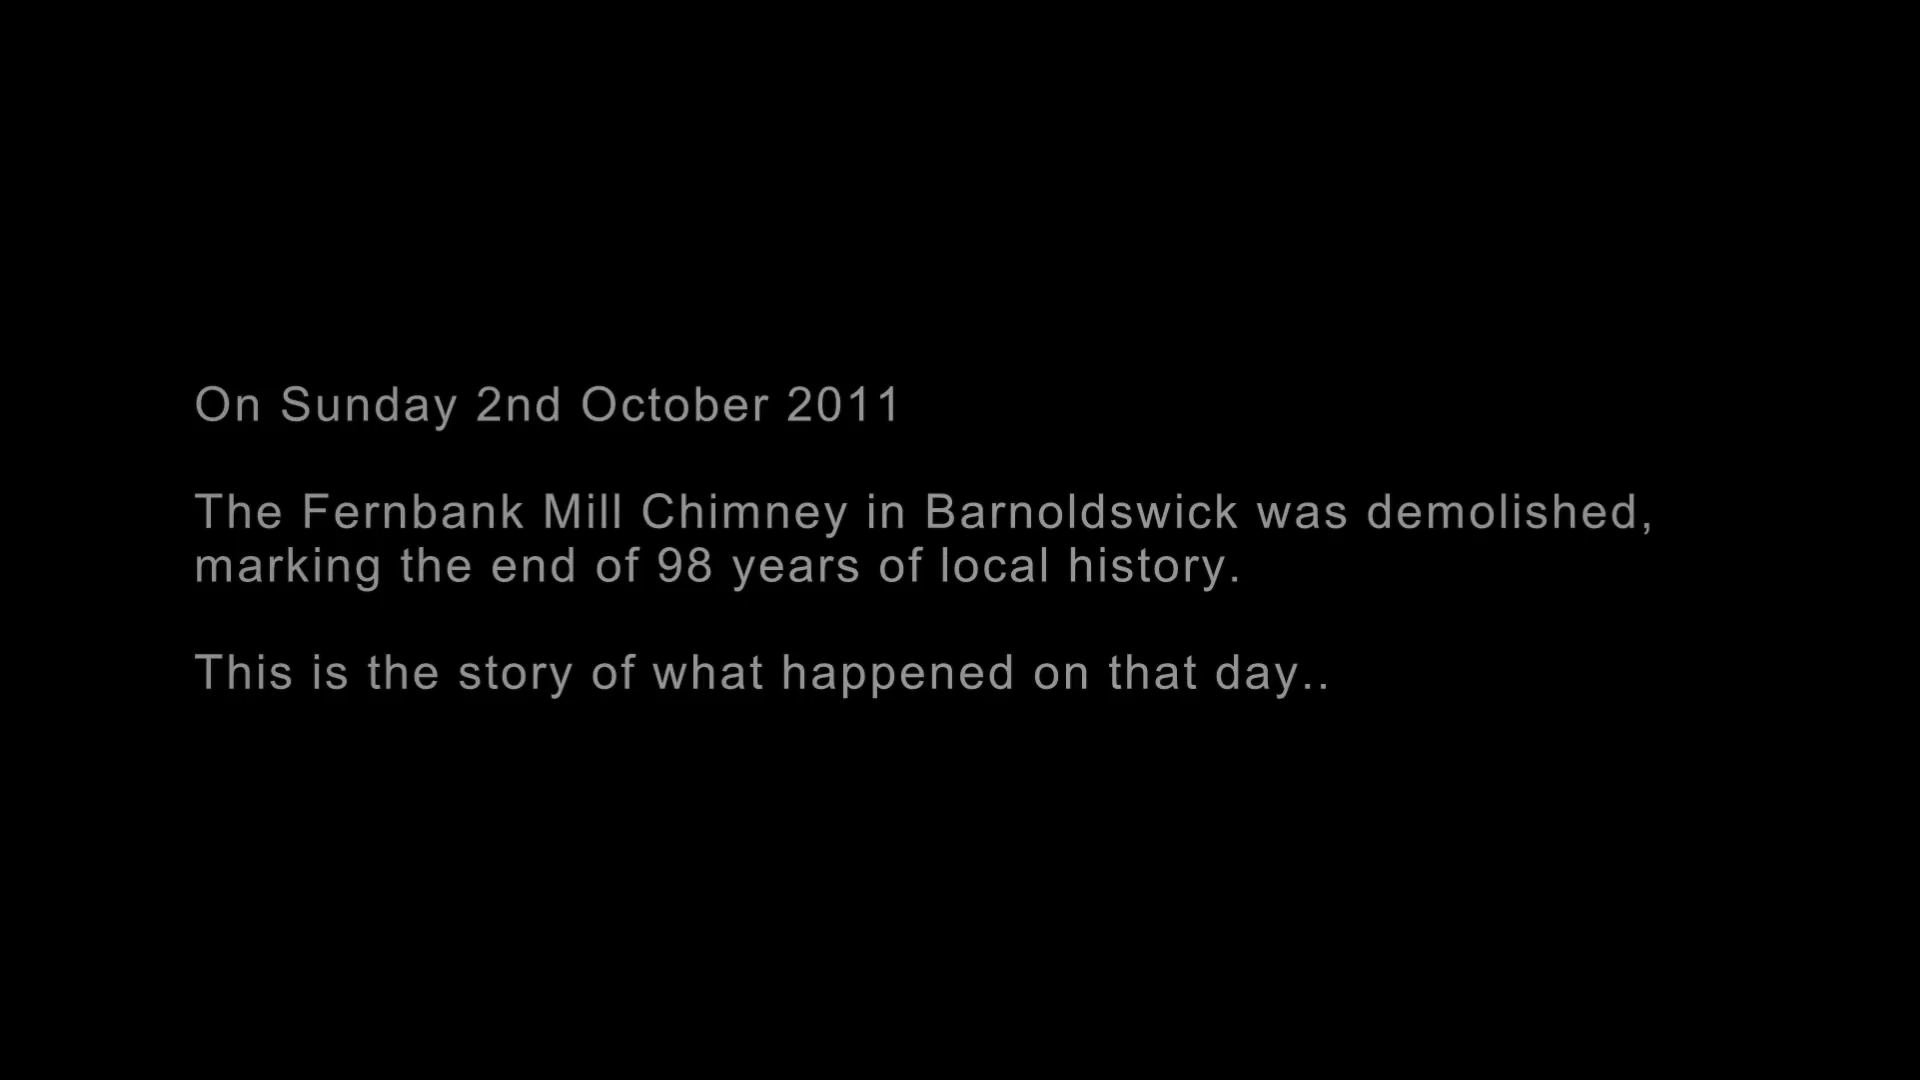 On Sunday 2nd October 2011
The Fernbank Mill Chimney in Barnoldswick was demolished,
marking the end of 98 years of local history.
This is the story of what happened on that day..